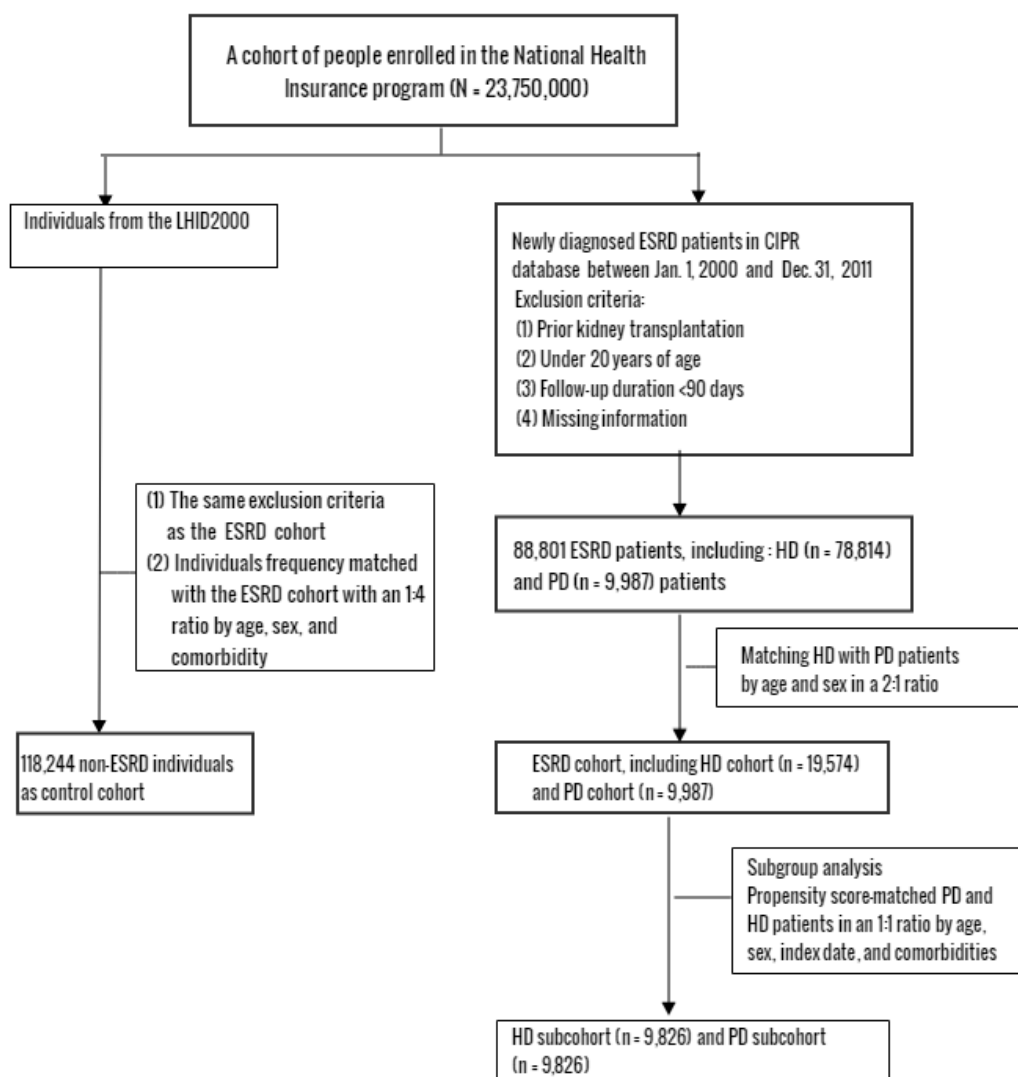 A cohort of people enrolled in the National Health
Insurance program (N = 23,750,000)
Individuals from the LHID2000
Newly diagnosed ESRD patients in CIPR
database between Jan. 1, 2000 and Dec. 31, 2011
Exclusion criteria:
(1) Prior kidney transplantation
(2) Under 20 years of age
(3) Follow-up duration <90 days
(4) Missing information
(1) The same exclusion criteria
as the ESRD cohort
(2) Individuals frequency matched
with the ESRD cohort with an 1:4
ratio by age, sex, and
comorbidity
88,801 ESRD patients, including : HD (n = 78,814)
and PD (n = 9,987) patients
Matching HD with PD patients
by age and sex in a 2:1 ratio
118,244 non-ESRD individuals
as control cohort
ESRD cohort, including HD cohort (n = 19,574)
and PD cohort (n = 9,987)
Subgroup analysis
Propensity score-matched PD and
HD patients in an 1:1 ratio by age,
sex, index date, and comorbidities
HD subcohort (n = 9,826) and PD subcohort
(n = 9,826)